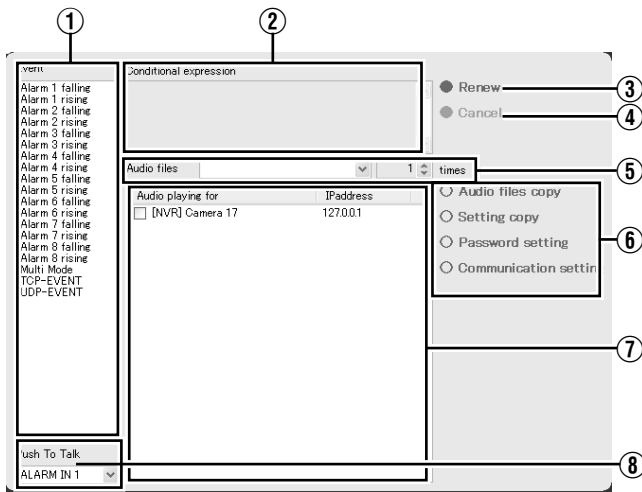 ① ②
Event
Alarm 1 falling
Alarm 1 rising
Alarm 2 falling
Alarm 2 rising
Alarm 3 falling
Alarm 3 rising
Alarm 4 falling
Alarm 4 rising
Alarm 5 falling
Alarm 5 rising
Alarm 6 falling
Alarm 6 rising
Alarm 7 falling
Alarm 7 rising
Alarm 8 falling
Alarm 8 rising
Multi Mode
TCP-EVENT
UDP-EVENT
Push To Talk
ALARM IN 1
Conditional expression
Audio files 1 times
Audio playing for IPaddress
[NVR] Camera 17 127.0.0.1
Renew ③
Cancel ④
⑤
Audio files copy
Setting copy
Password setting
Communication settin
⑥
⑦
⑧